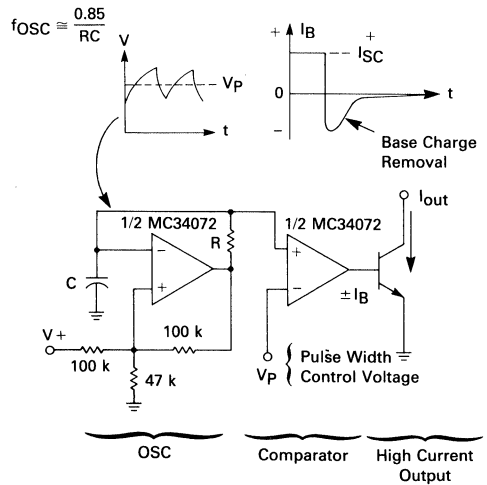 fOSC ≅ 0.85 / RC
V
VP
t
+ IB
+
ISC
0
t
−
Base Charge
Removal
Iout
1/2 MC34072
1/2 MC34072
R
−
+
+
−
C
± IB
V+
100 k
100 k
47 k
VP { Pulse Width
Control Voltage
OSC
Comparator
High Current
Output